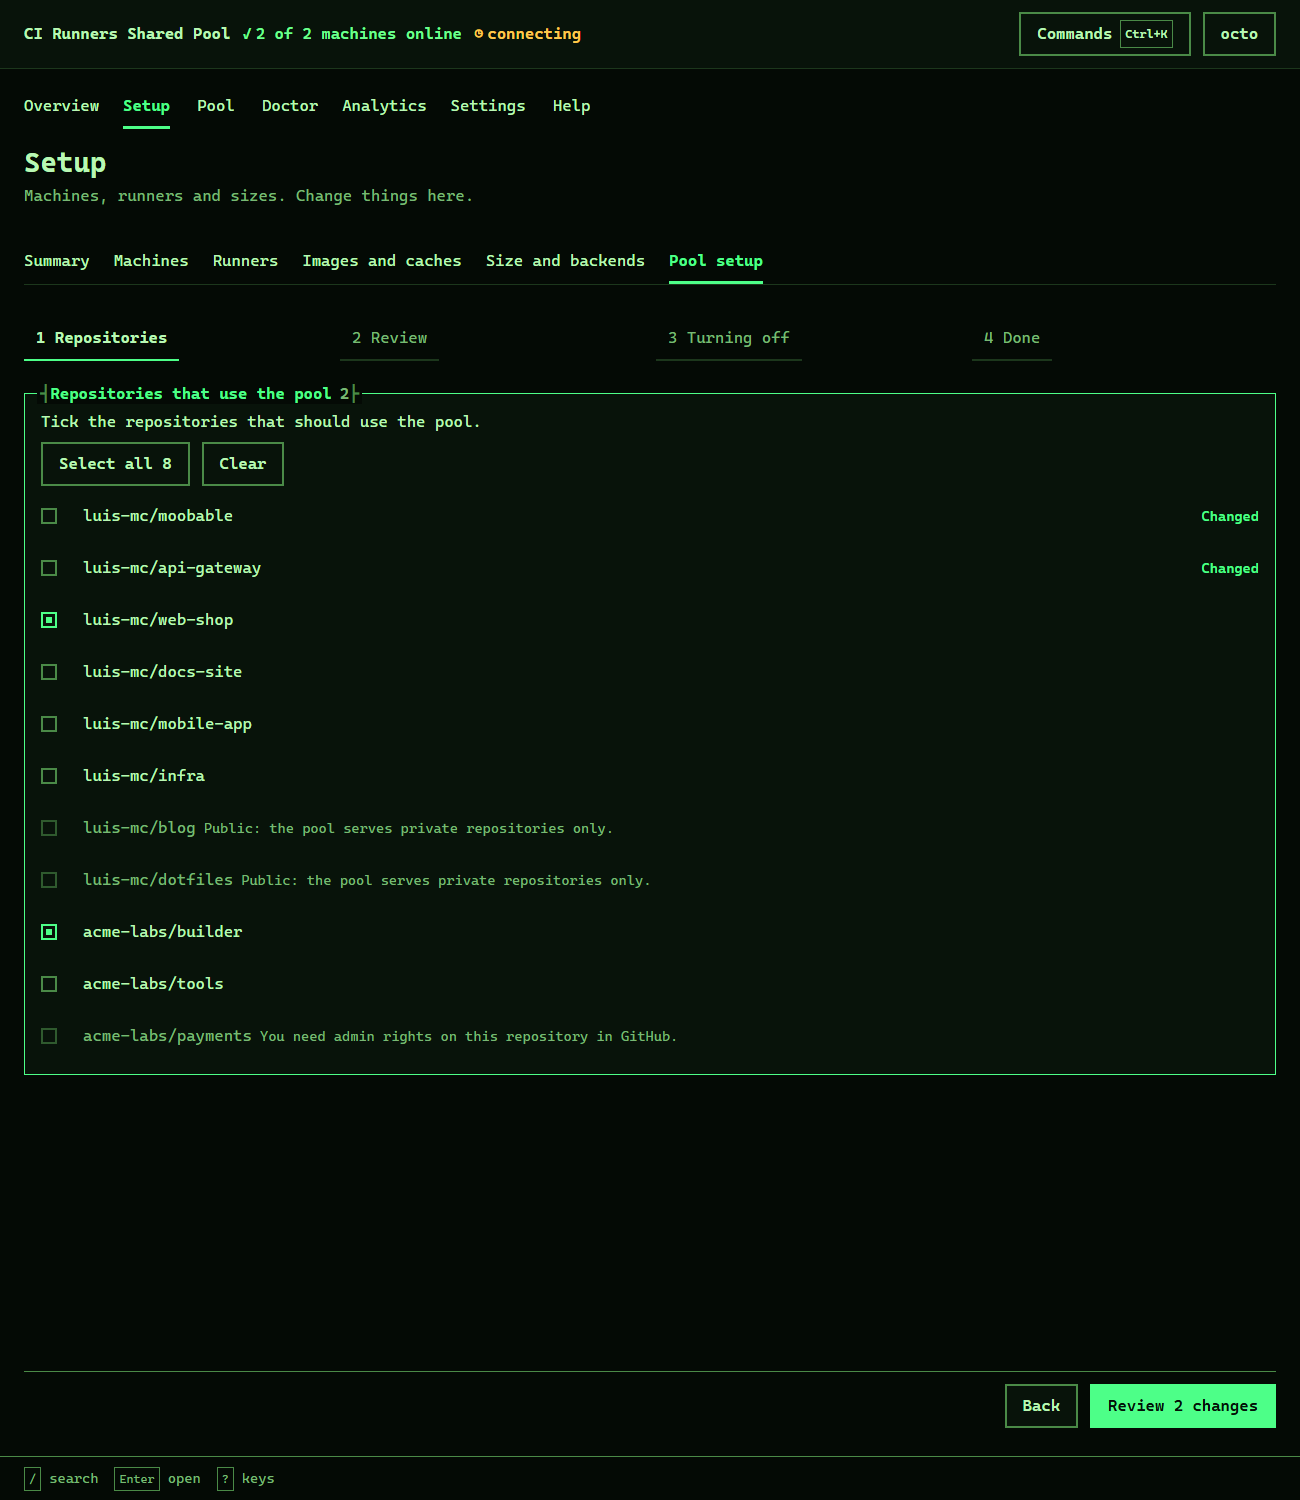 CI Runners Shared Pool ✓ 2 of 2 machines online connecting
Commands Ctrl+K octo
Overview Setup Pool Doctor Analytics Settings Help
Setup
Machines, runners and sizes. Change things here.
Summary Machines Runners Images and caches Size and backends Pool setup
1 Repositories 2 Review 3 Turning off 4 Done
Repositories that use the pool 2
Tick the repositories that should use the pool.
Select all 8 Clear
luis-mc/moobable Changed
luis-mc/api-gateway Changed
luis-mc/web-shop
luis-mc/docs-site
luis-mc/mobile-app
luis-mc/infra
luis-mc/blog Public: the pool serves private repositories only.
luis-mc/dotfiles Public: the pool serves private repositories only.
acme-labs/builder
acme-labs/tools
acme-labs/payments You need admin rights on this repository in GitHub.
Back Review 2 changes
/ search Enter open ? keys